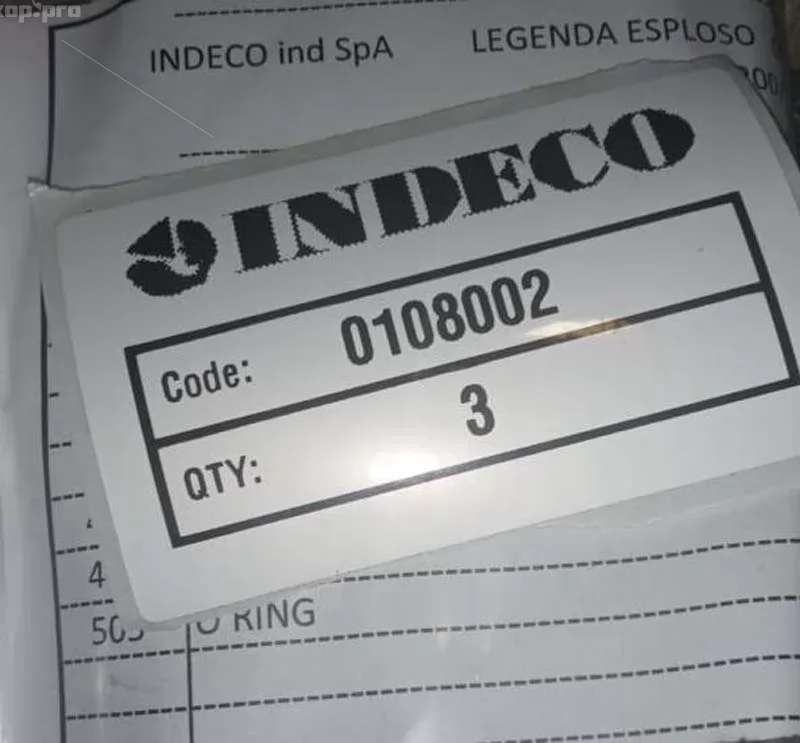 INDECO ind SpA LEGENDA ESPLOSO
INDECO
Code: 0108002
QTY: 3
4
O RING